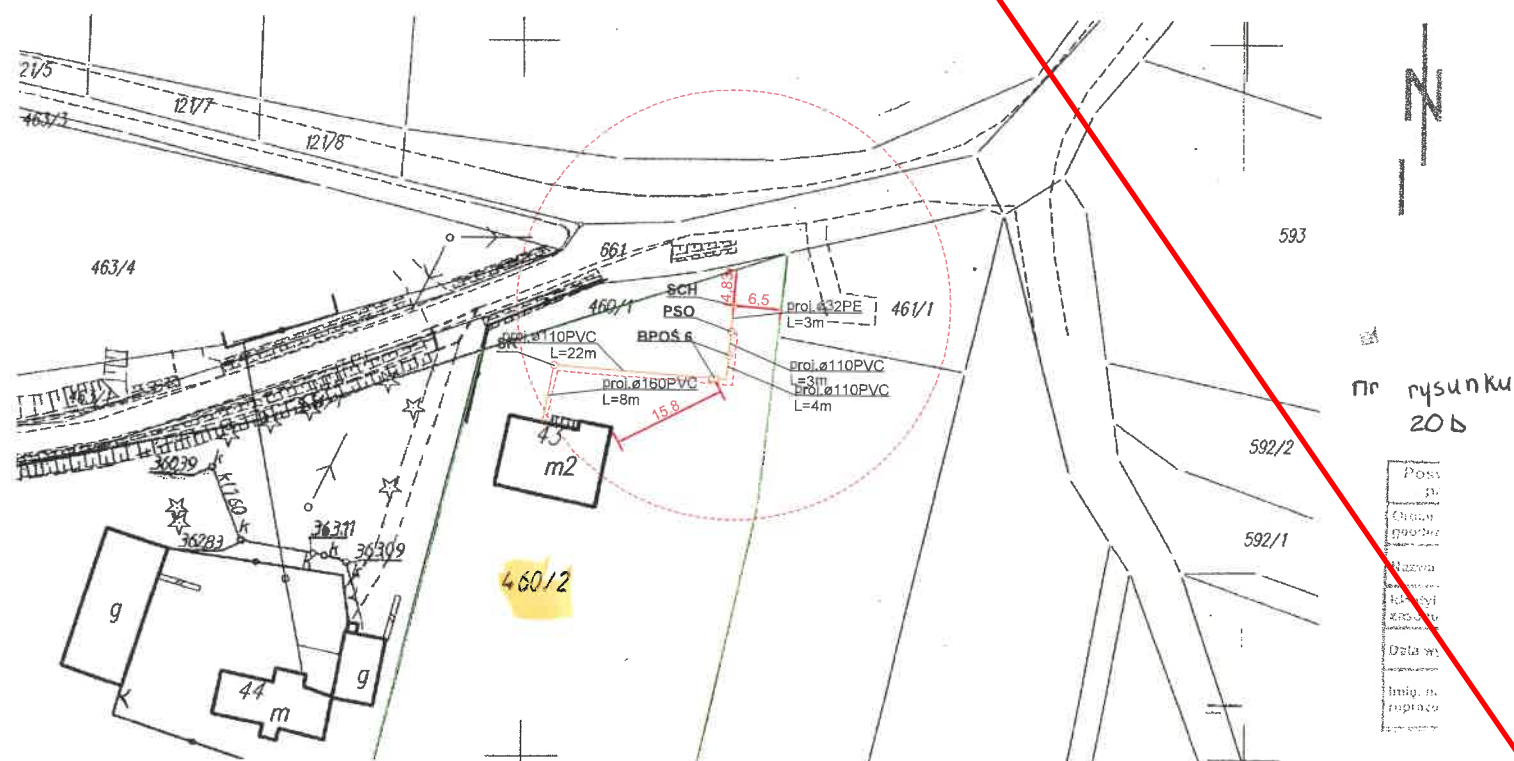 21/5
121/7
463/3
121/8
N
593
661
463/4
SCH
4,83
6,5
proj.ø32PE
L=3m
461/1
460/1
PSO
proj.ø110PVC
L=22m
SR
BPOŚ 6
proj.ø110PVC
L=3m
proj.ø110PVC
L=4m
proj.ø160PVC
L=8m
15,8
nr rysunku
20b
43
m2
592/2
36039
k
k160
k
36283
36311
k
36309
k
592/1
460/2
g
g
44
m
Data